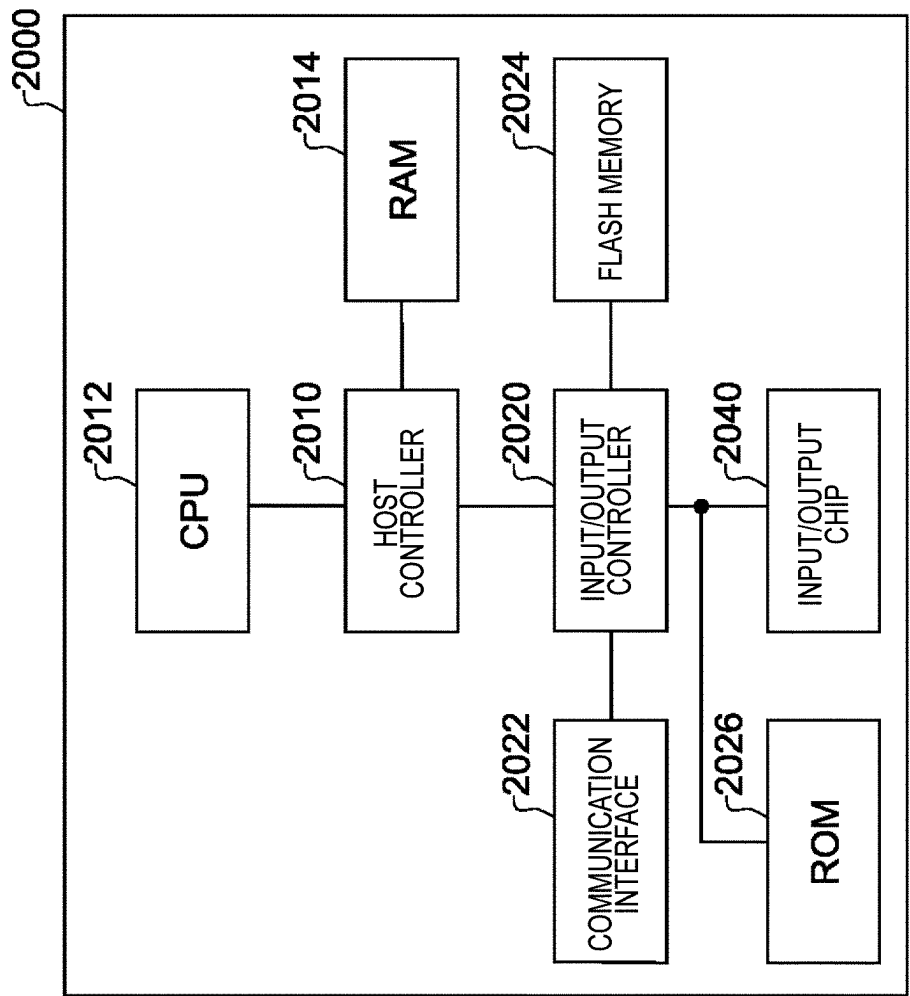 2000
2012
CPU
2010
HOST
CONTROLLER
2014
RAM
2022
COMMUNICATION
INTERFACE
2020
INPUT/OUTPUT
CONTROLLER
2024
FLASH MEMORY
2026
ROM
2040
INPUT/OUTPUT
CHIP